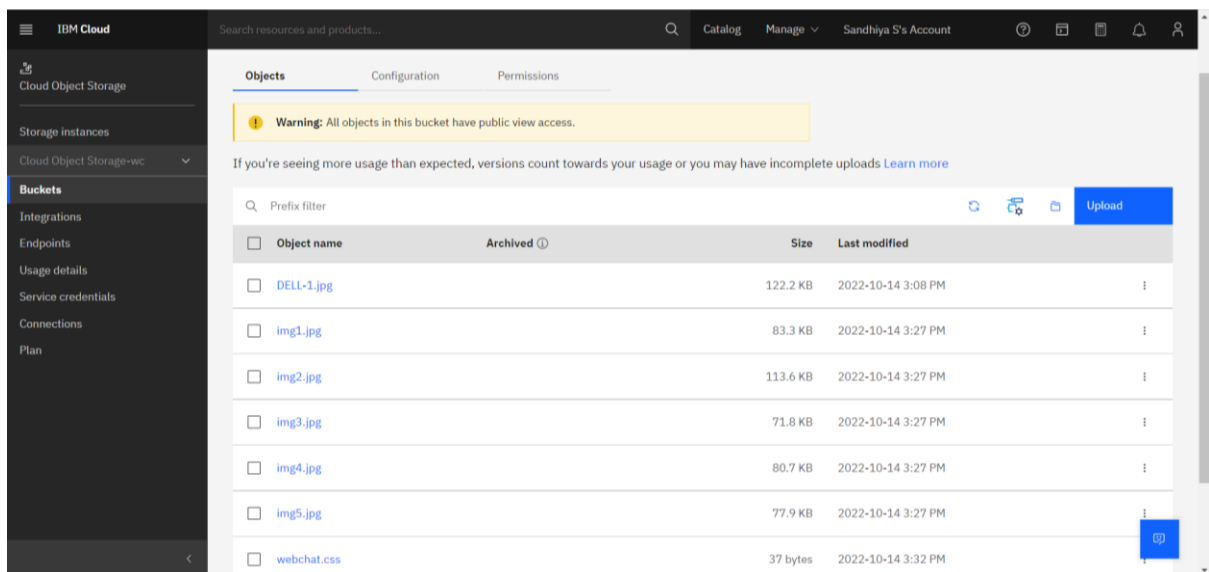 IBM Cloud
Search resources and products...
Catalog
Manage
Sandhiya S's Account
Cloud Object Storage
Storage instances
Cloud Object Storage-wc
Buckets
Integrations
Endpoints
Usage details
Service credentials
Connections
Plan
Objects
Configuration
Permissions
Warning: All objects in this bucket have public view access.
If you're seeing more usage than expected, versions count towards your usage or you may have incomplete uploads Learn more
Prefix filter
Upload
Object name Archived Size Last modified
DELL-1.jpg 122.2 KB 2022-10-14 3:08 PM
img1.jpg 83.3 KB 2022-10-14 3:27 PM
img2.jpg 113.6 KB 2022-10-14 3:27 PM
img3.jpg 71.8 KB 2022-10-14 3:27 PM
img4.jpg 80.7 KB 2022-10-14 3:27 PM
img5.jpg 77.9 KB 2022-10-14 3:27 PM
webchat.css 37 bytes 2022-10-14 3:32 PM